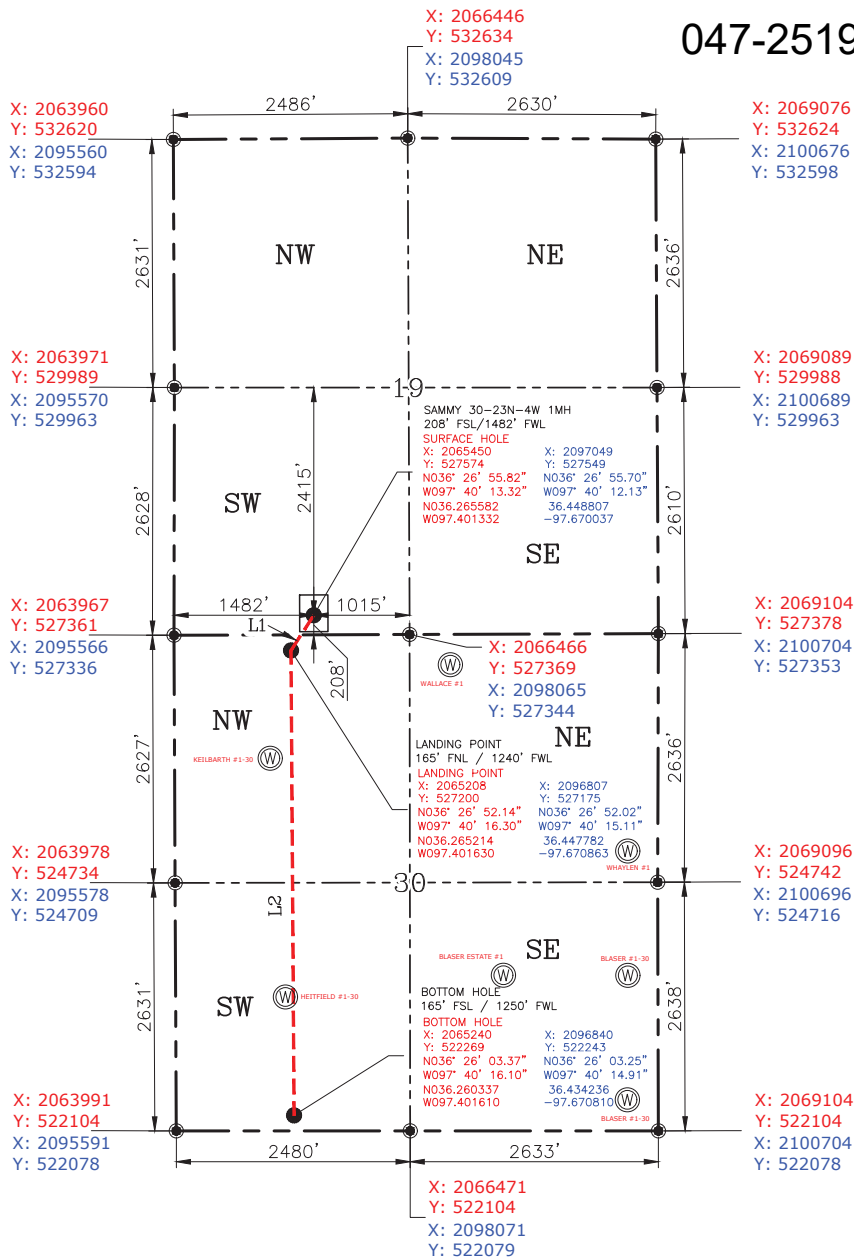 047-2519
X: 2066446
Y: 532634
X: 2098045
Y: 532609
X: 2063960
Y: 532620
X: 2095560
Y: 532594
2486'
2630'
X: 2069076
Y: 532624
X: 2100676
Y: 532598
2631'
NW
NE
2636'
X: 2063971
Y: 529989
X: 2095570
Y: 529963
19
X: 2069089
Y: 529988
X: 2100689
Y: 529963
SAMMY 30-23N-4W 1MH
208' FSL/1482' FWL
SURFACE HOLE
X: 2065450 X: 2097049
Y: 527574 Y: 527549
N036° 26' 55.82" N036° 26' 55.70"
W097° 40' 13.32" W097° 40' 12.13"
N036.265582 36.448807
W097.401332 -97.670037
2628'
SW
2415'
2610'
SE
X: 2063967
Y: 527361
X: 2095566
Y: 527336
1482'
1015'
L1
208'
X: 2066466
Y: 527369
X: 2098065
Y: 527344
X: 2069104
Y: 527378
X: 2100704
Y: 527353
W
WALLACE #1
NW
NE
2627'
KEILBARTH #1-30
W
2636'
LANDING POINT
165' FNL / 1240' FWL
LANDING POINT
X: 2065208 X: 2096807
Y: 527200 Y: 527175
N036° 26' 52.14" N036° 26' 52.02"
W097° 40' 16.30" W097° 40' 15.11"
N036.265214 36.447782
W097.401630 -97.670863
W
WHAYLEN #1
X: 2063978
Y: 524734
X: 2095578
Y: 524709
30
L2
X: 2069096
Y: 524742
X: 2100696
Y: 524716
SE
BLASER ESTATE #1
W
BLASER #1-30
W
2631'
SW
W
HEITFIELD #1-30
2638'
BOTTOM HOLE
165' FSL / 1250' FWL
BOTTOM HOLE
X: 2065240 X: 2096840
Y: 522269 Y: 522243
N036° 26' 03.37" N036° 26' 03.25"
W097° 40' 16.10" W097° 40' 14.91"
N036.260337 36.434236
W097.401610 -97.670810
W
BLASER #1-30
X: 2063991
Y: 522104
X: 2095591
Y: 522078
2480'
2633'
X: 2069104
Y: 522104
X: 2100704
Y: 522078
X: 2066471
Y: 522104
X: 2098071
Y: 522079